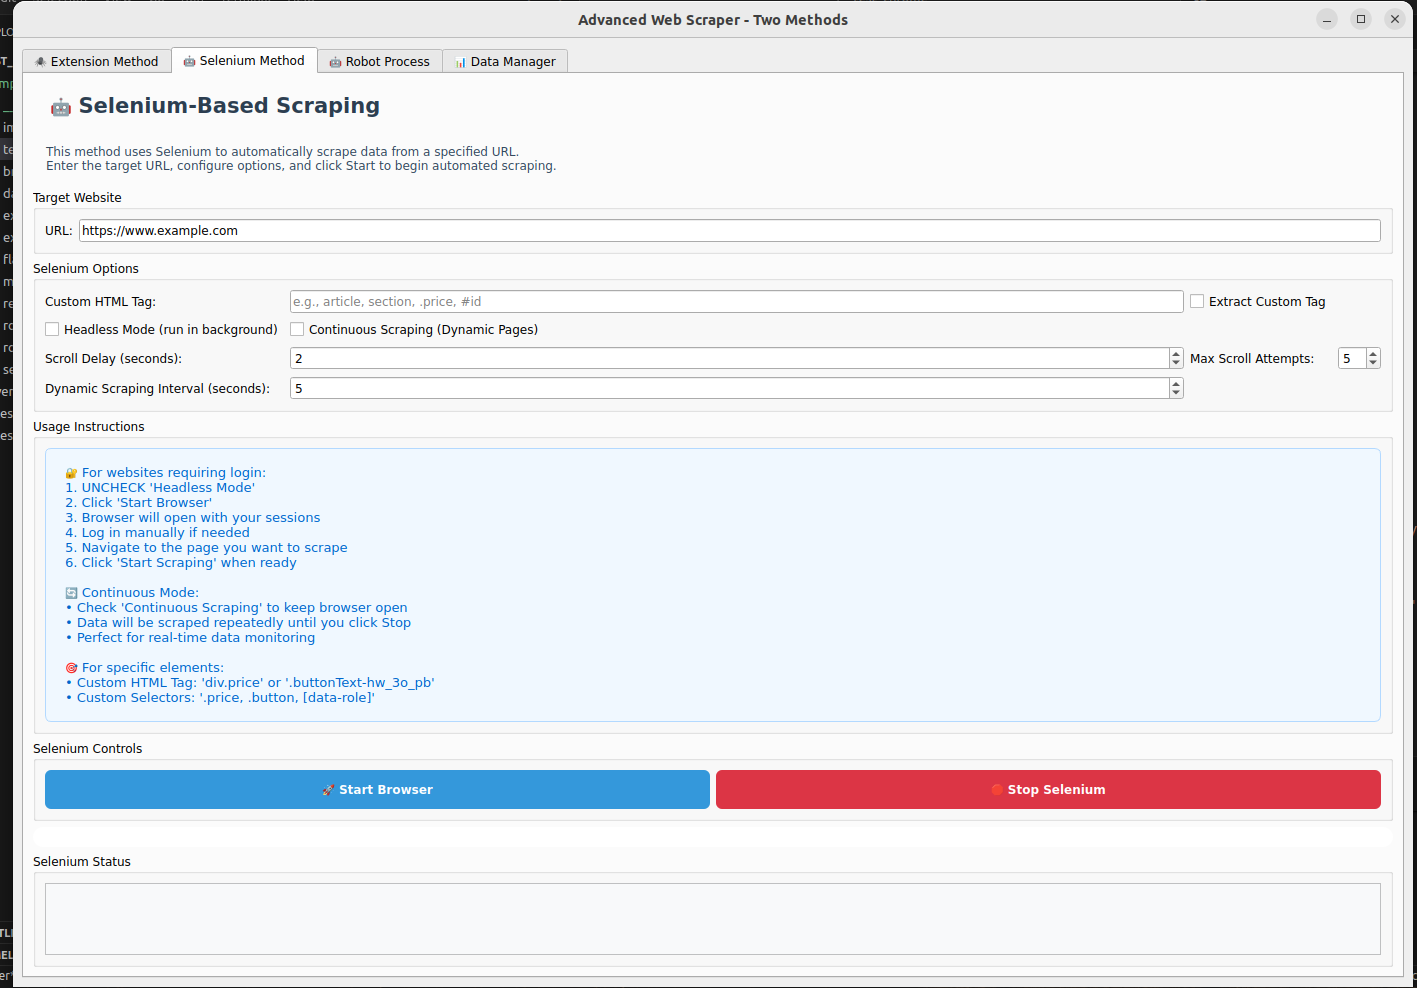 Advanced Web Scraper - Two Methods
Extension Method
Selenium Method
Robot Process
Data Manager
Selenium-Based Scraping
This method uses Selenium to automatically scrape data from a specified URL.
Enter the target URL, configure options, and click Start to begin automated scraping.
Target Website
URL: https://www.example.com
Selenium Options
Custom HTML Tag: e.g., article, section, .price, #id Extract Custom Tag
Headless Mode (run in background) Continuous Scraping (Dynamic Pages)
Scroll Delay (seconds): 2 Max Scroll Attempts: 5
Dynamic Scraping Interval (seconds): 5
Usage Instructions
For websites requiring login:
1. UNCHECK 'Headless Mode'
2. Click 'Start Browser'
3. Browser will open with your sessions
4. Log in manually if needed
5. Navigate to the page you want to scrape
6. Click 'Start Scraping' when ready
Continuous Mode:
• Check 'Continuous Scraping' to keep browser open
• Data will be scraped repeatedly until you click Stop
• Perfect for real-time data monitoring
For specific elements:
• Custom HTML Tag: 'div.price' or '.buttonText-hw_3o_pb'
• Custom Selectors: '.price, .button, [data-role]'
Selenium Controls
Start Browser
Stop Selenium
Selenium Status